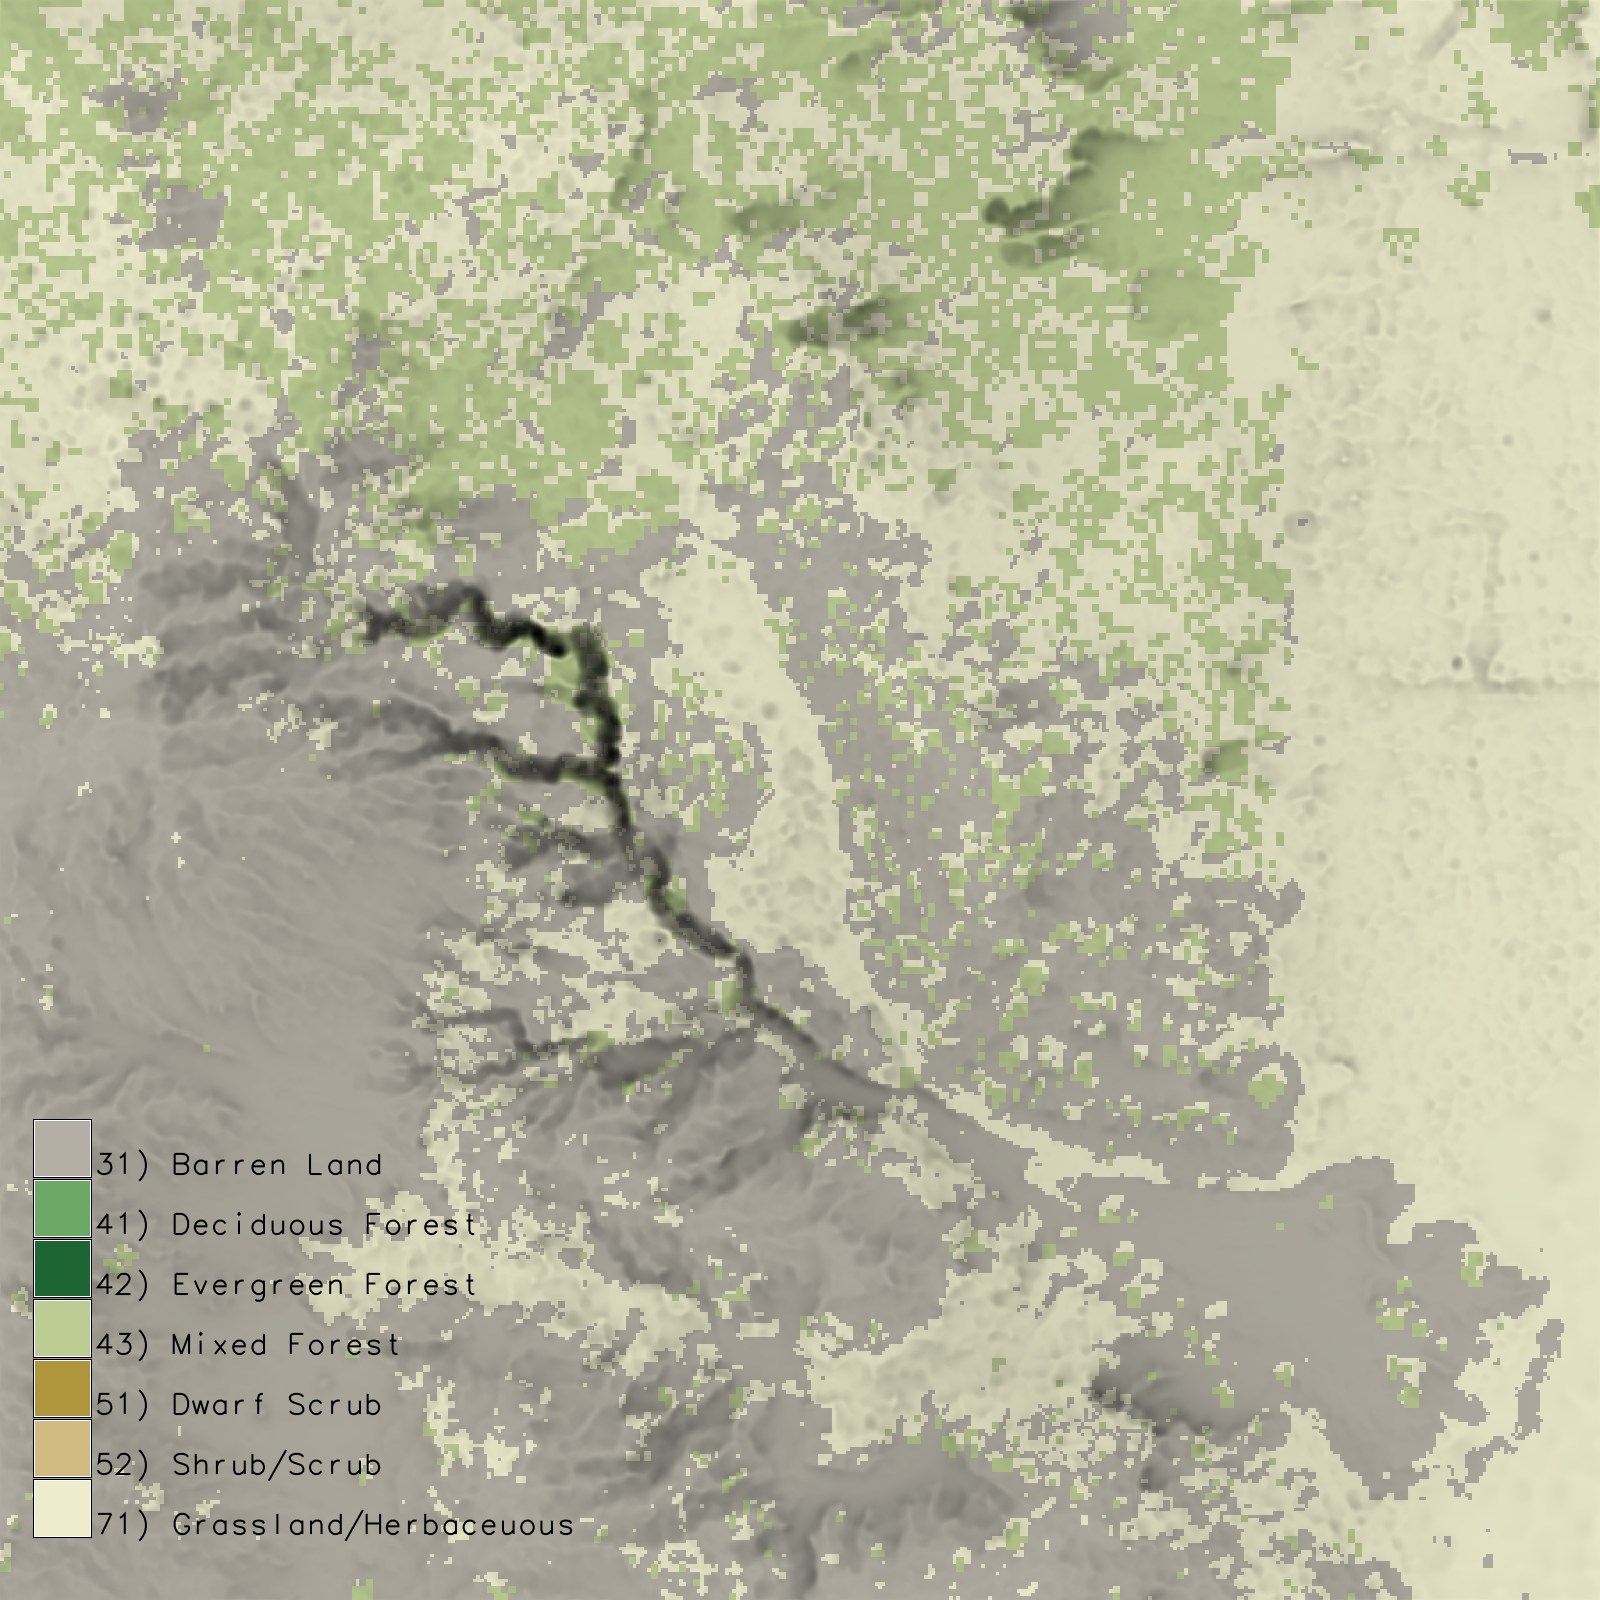 31) Barren Land
41) Deciduous Forest
42) Evergreen Forest
43) Mixed Forest
51) Dwarf Scrub
52) Shrub/Scrub
71) Grassland/Herbaceuous